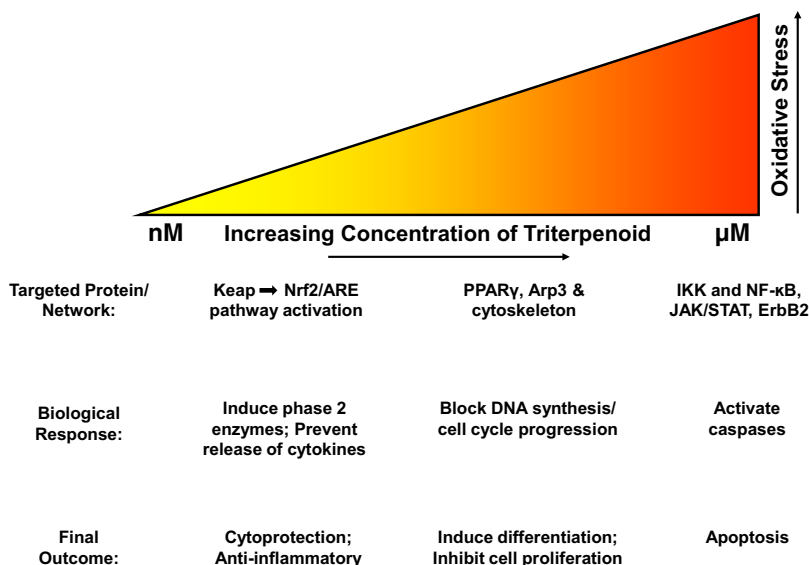 Oxidative Stress
nM
Increasing Concentration of Triterpenoid
µM
Targeted Protein/
Network:
Keap ➡ Nrf2/ARE
pathway activation
PPARγ, Arp3 &
cytoskeleton
IKK and NF-κB,
JAK/STAT, ErbB2
Biological
Response:
Induce phase 2
enzymes; Prevent
release of cytokines
Block DNA synthesis/
cell cycle progression
Activate
caspases
Final
Outcome:
Cytoprotection;
Anti-inflammatory
Induce differentiation;
Inhibit cell proliferation
Apoptosis